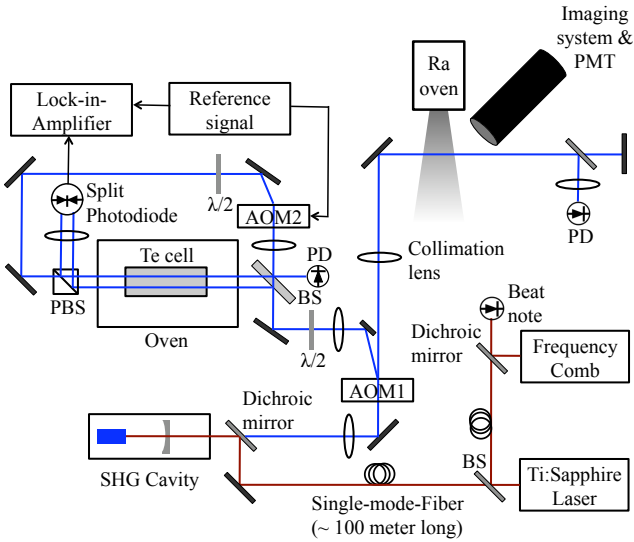 Imaging
system &
PMT
Ra
oven
Lock-in-
Amplifier
Reference
signal
Split
Photodiode
λ/2
AOM2
Te cell
PD
BS
PBS
Oven
λ/2
Collimation
lens
PD
Beat
note
Dichroic
mirror
Frequency
Comb
AOM1
Dichroic
mirror
SHG Cavity
Single-mode-Fiber
(~ 100 meter long)
BS
Ti:Sapphire
Laser